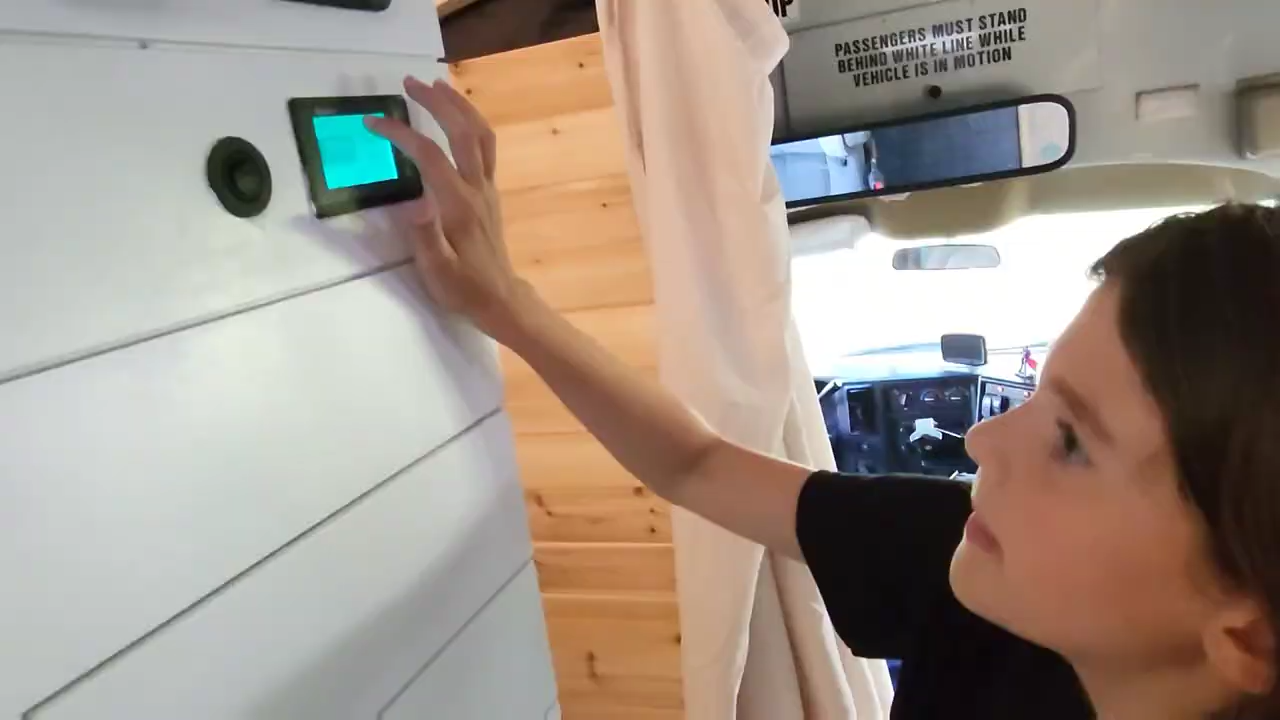 PASSENGERS MUST STAND
BEHIND WHITE LINE WHILE
VEHICLE IS IN MOTION